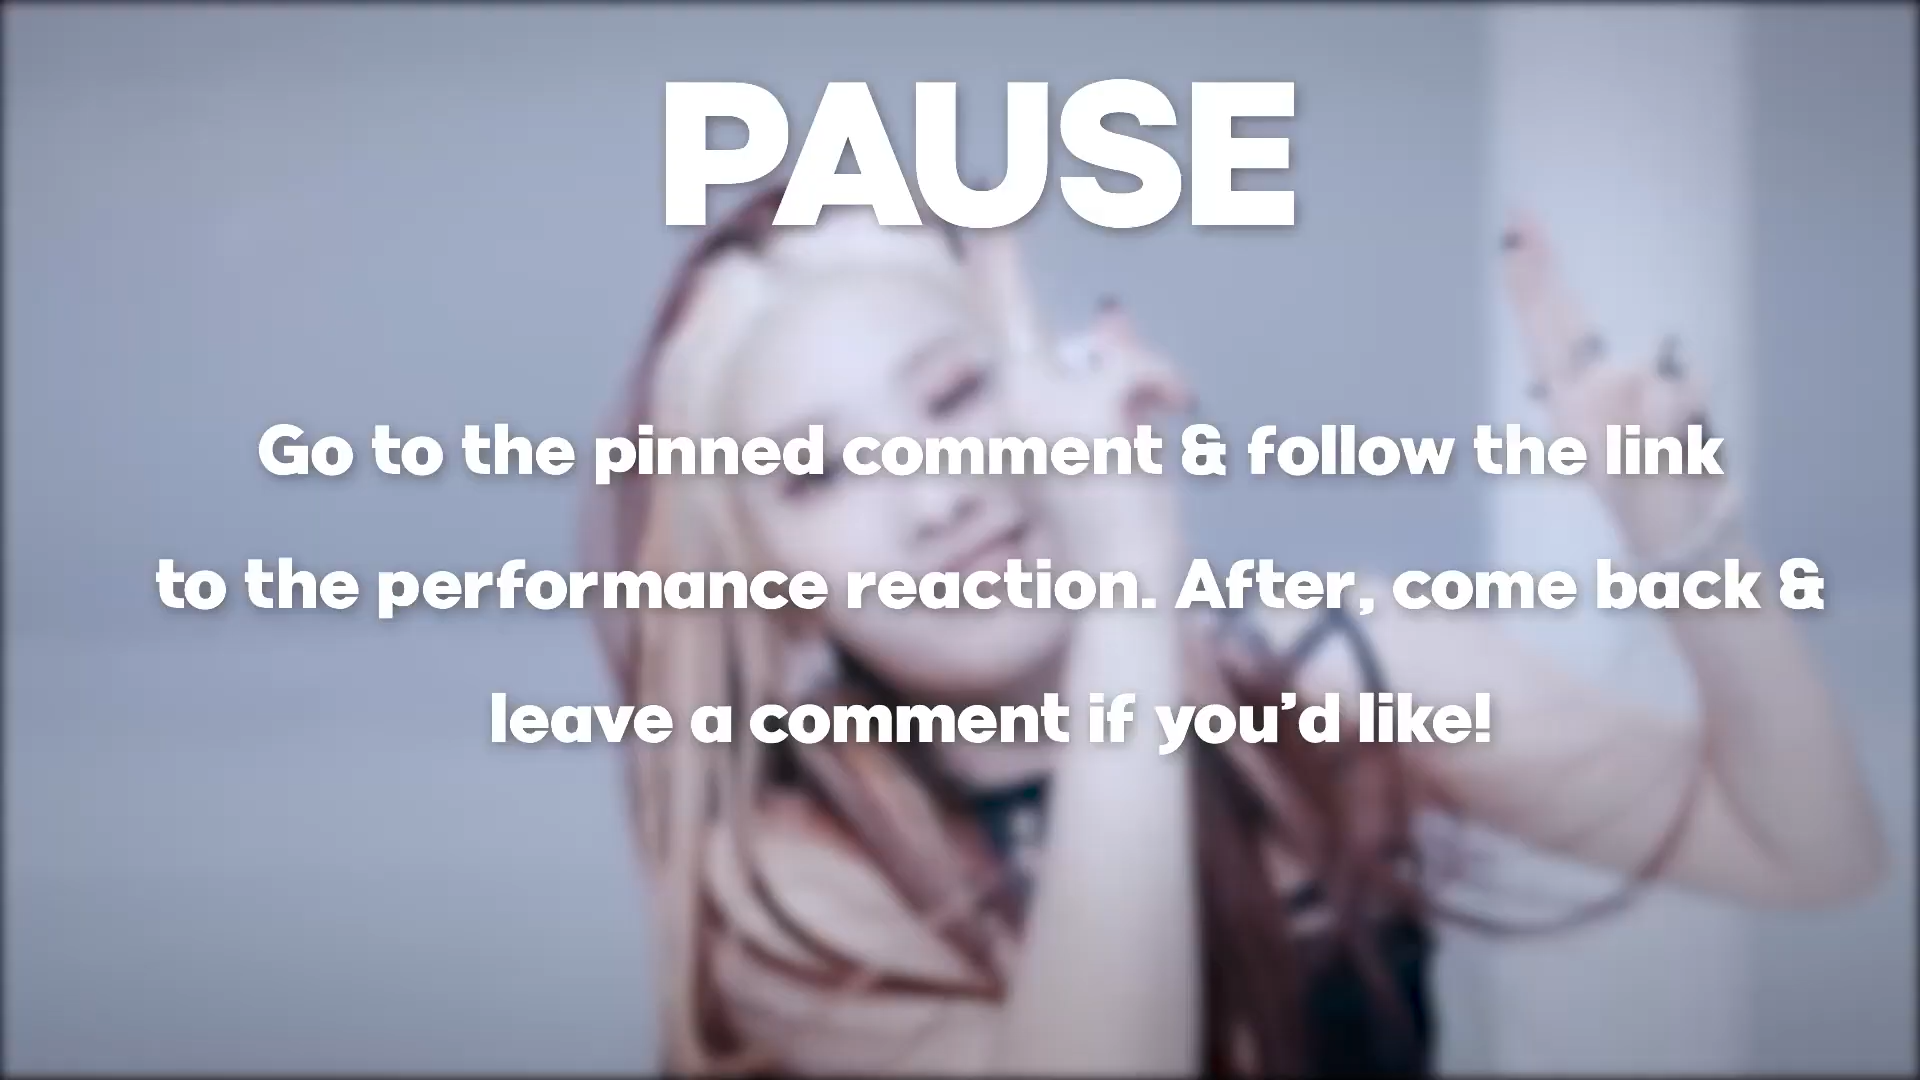 PAUSE
Go to the pinned comment & follow the link
to the performance reaction. After, come back &
leave a comment if you’d like!